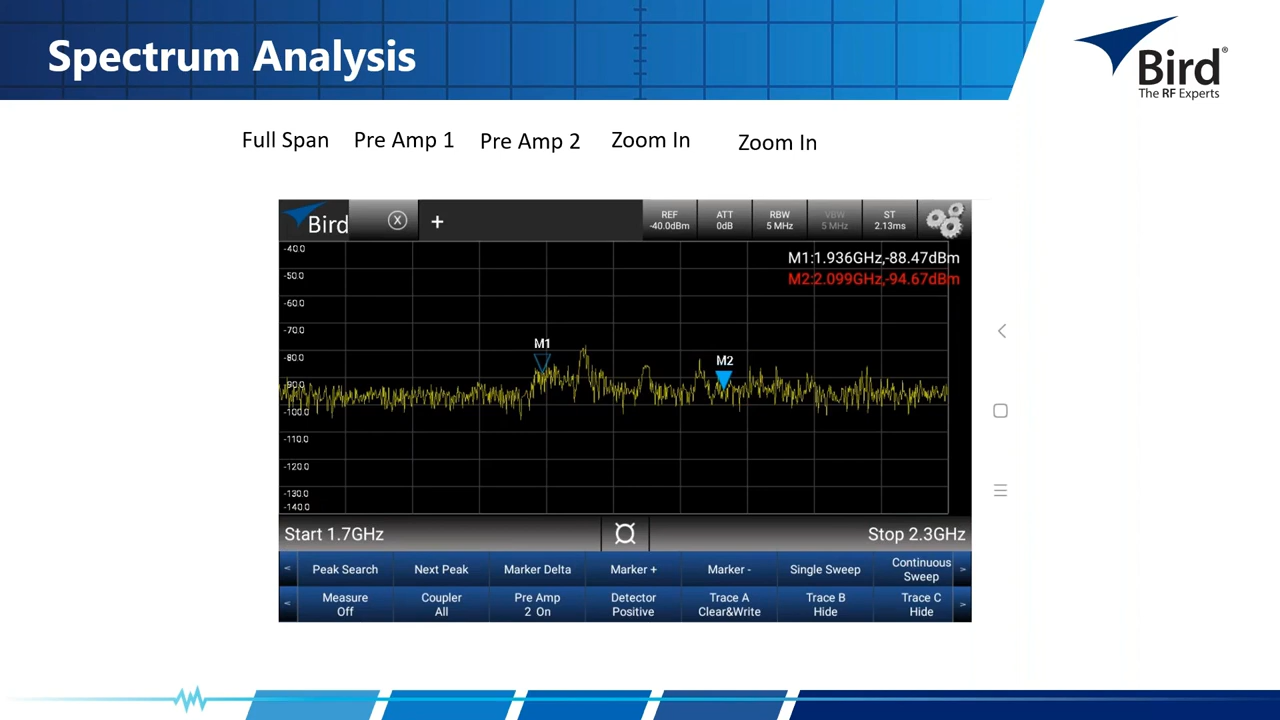 Spectrum Analysis
Bird®
The RF Experts
Full Span Pre Amp 1 Pre Amp 2 Zoom In Zoom In
Bird
X
+
REF
-40.0dBm
ATT
0dB
RBW
5 MHz
VBW
5 MHz
ST
2.13ms
M1:1.936GHz,-88.47dBm
M2:2.099GHz,-94.67dBm
-40.0
-50.0
-60.0
-70.0
-80.0
-90.0
-100.0
-110.0
-120.0
-130.0
-140.0
M1
M2
Start 1.7GHz
Stop 2.3GHz
< Peak Search Next Peak Marker Delta Marker + Marker - Single Sweep Continuous Sweep >
< Measure Off Coupler All Pre Amp 2 On Detector Positive Trace A Clear&Write Trace B Hide Trace C Hide >